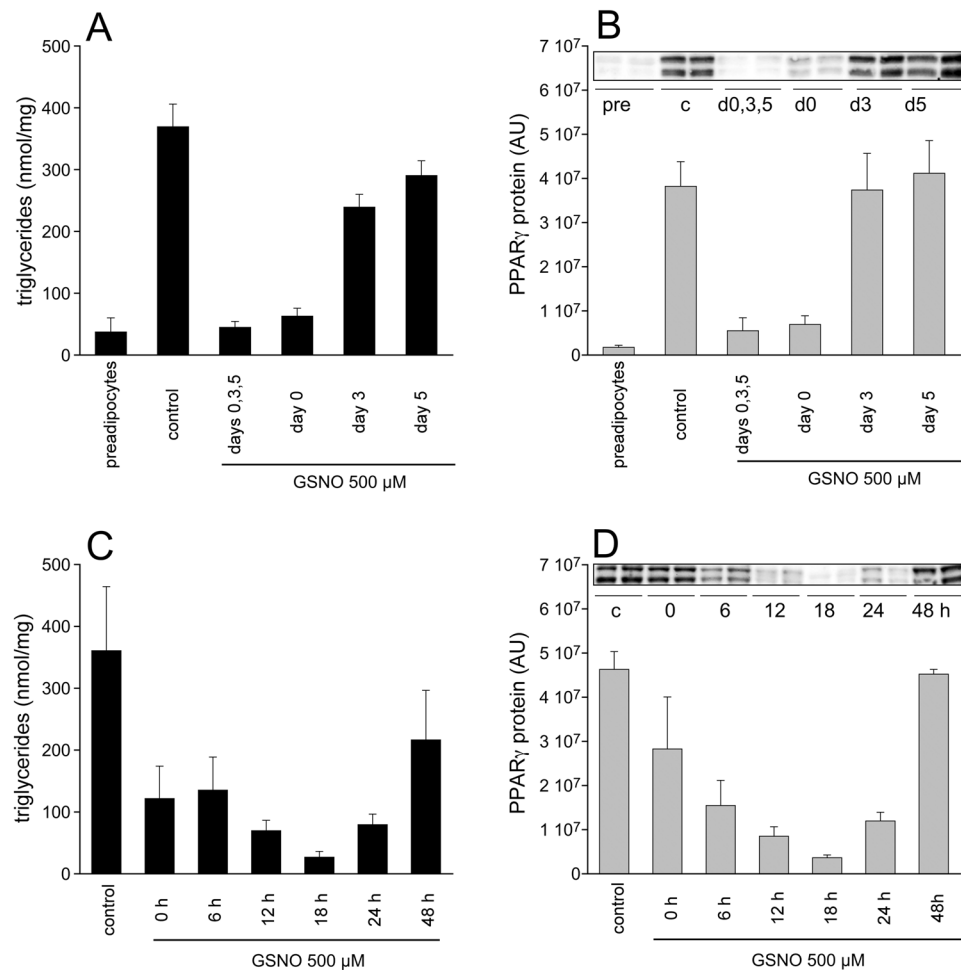 A
500
400
300
200
100
0
triglycerides (nmol/mg)
preadipocytes
control
days 0,3,5
day 0
day 3
day 5
GSNO 500 µM
B
7 10⁷
6 10⁷
5 10⁷
4 10⁷
3 10⁷
2 10⁷
1 10⁷
0
PPARγ protein (AU)
pre c d0,3,5 d0 d3 d5
preadipocytes
control
days 0,3,5
day 0
day 3
day 5
GSNO 500 µM
C
500
400
300
200
100
0
triglycerides (nmol/mg)
control
0 h
6 h
12 h
18 h
24 h
48 h
GSNO 500 µM
D
7 10⁷
6 10⁷
5 10⁷
4 10⁷
3 10⁷
2 10⁷
1 10⁷
0
PPARγ protein (AU)
c 0 6 12 18 24 48 h
control
0 h
6 h
12 h
18 h
24 h
48h
GSNO 500 µM